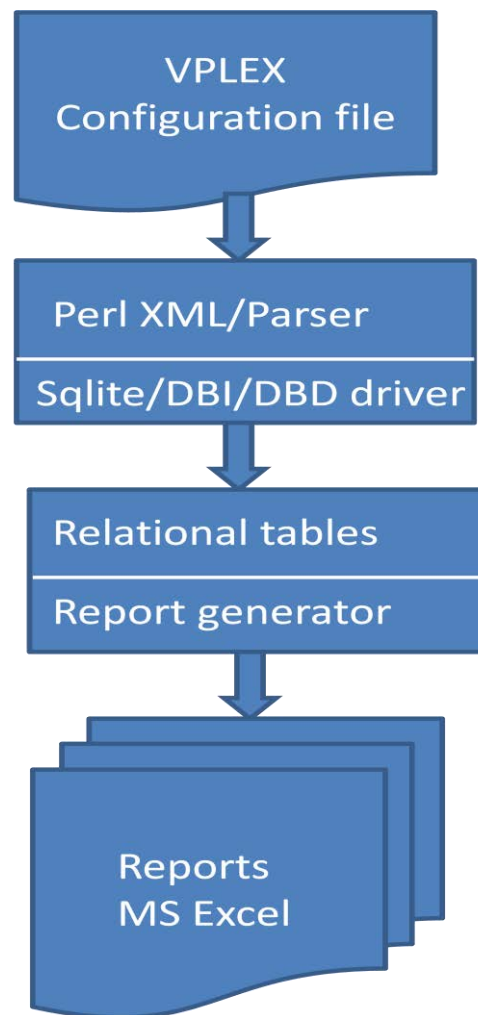 VPLEX
Configuration file
Perl XML/Parser
Sqlite/DBI/DBD driver
Relational tables
Report generator
Reports
MS Excel